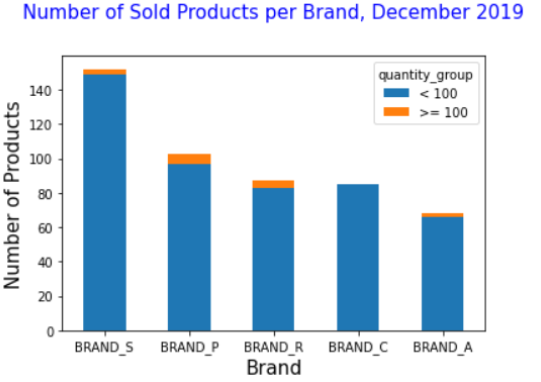 Number of Sold Products per Brand, December 2019
quantity_group
< 100
>= 100
Number of Products
140
120
100
80
60
40
20
0
BRAND_S BRAND_P BRAND_R BRAND_C BRAND_A
Brand